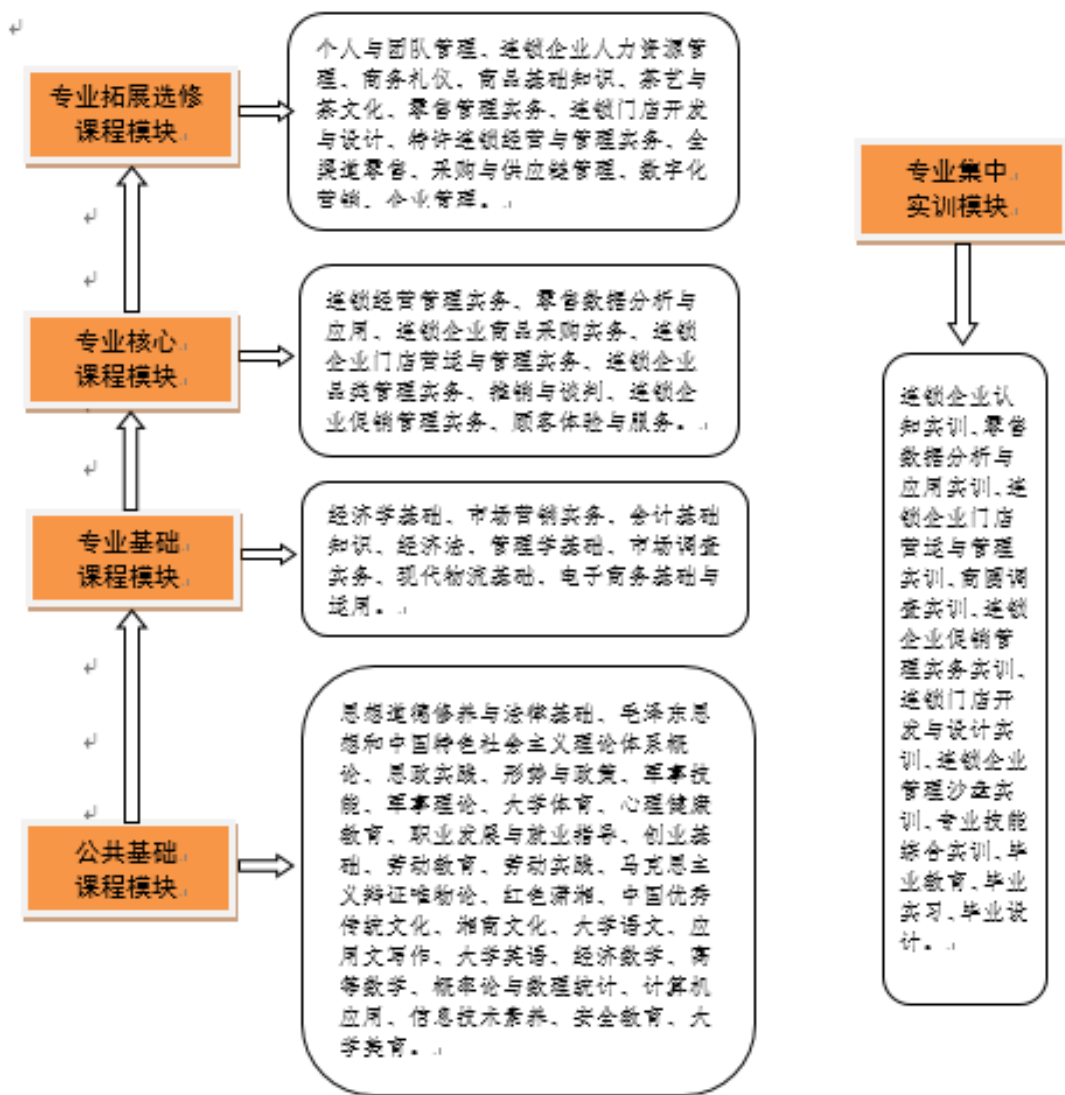 专业拓展选修
课程模块
个人与团队管理、连锁企业人力资源管
理、商务礼仪、商品基础知识、茶艺与
茶文化、零售管理实务、连锁门店开发
与设计、特许连锁经营与管理实务、全
渠道零售、采购与供应链管理、数字化
营销、企业管理。
专业核心
课程模块
连锁经营管理实务、零售数据分析与
应用、连锁企业商品采购实务、连锁
企业门店营运与管理实务、连锁企业
品类管理实务、推销与谈判、连锁企
业促销管理实务、顾客体验与服务。
专业基础
课程模块
经济学基础、市场营销实务、会计基础
知识、经济法、管理学基础、市场调查
实务、现代物流基础、电子商务基础与
运用。
公共基础
课程模块
思想道德修养与法律基础、毛泽东思
想和中国特色社会主义理论体系概
论、思政实践、形势与政策、军事技
能、军事理论、大学体育、心理健康
教育、职业发展与就业指导、创业基
础、劳动教育、劳动实践、马克思主
义辩证唯物论、红色潇湘、中国优秀
传统文化、湘商文化、大学语文、应
用文写作、大学英语、经济数学、高
等数学、概率论与数理统计、计算机
应用、信息技术素养、安全教育、大
学美育。
专业集中
实训模块
连锁企业认
知实训、零售
数据分析与
应用实训、连
锁企业门店
营运与管理
实训、商圈调
查实训、连锁
企业促销管
理实务实训、
连锁门店开
发与设计实
训、连锁企业
管理沙盘实
训、专业技能
综合实训、毕
业教育、毕业
实习、毕业设
计。